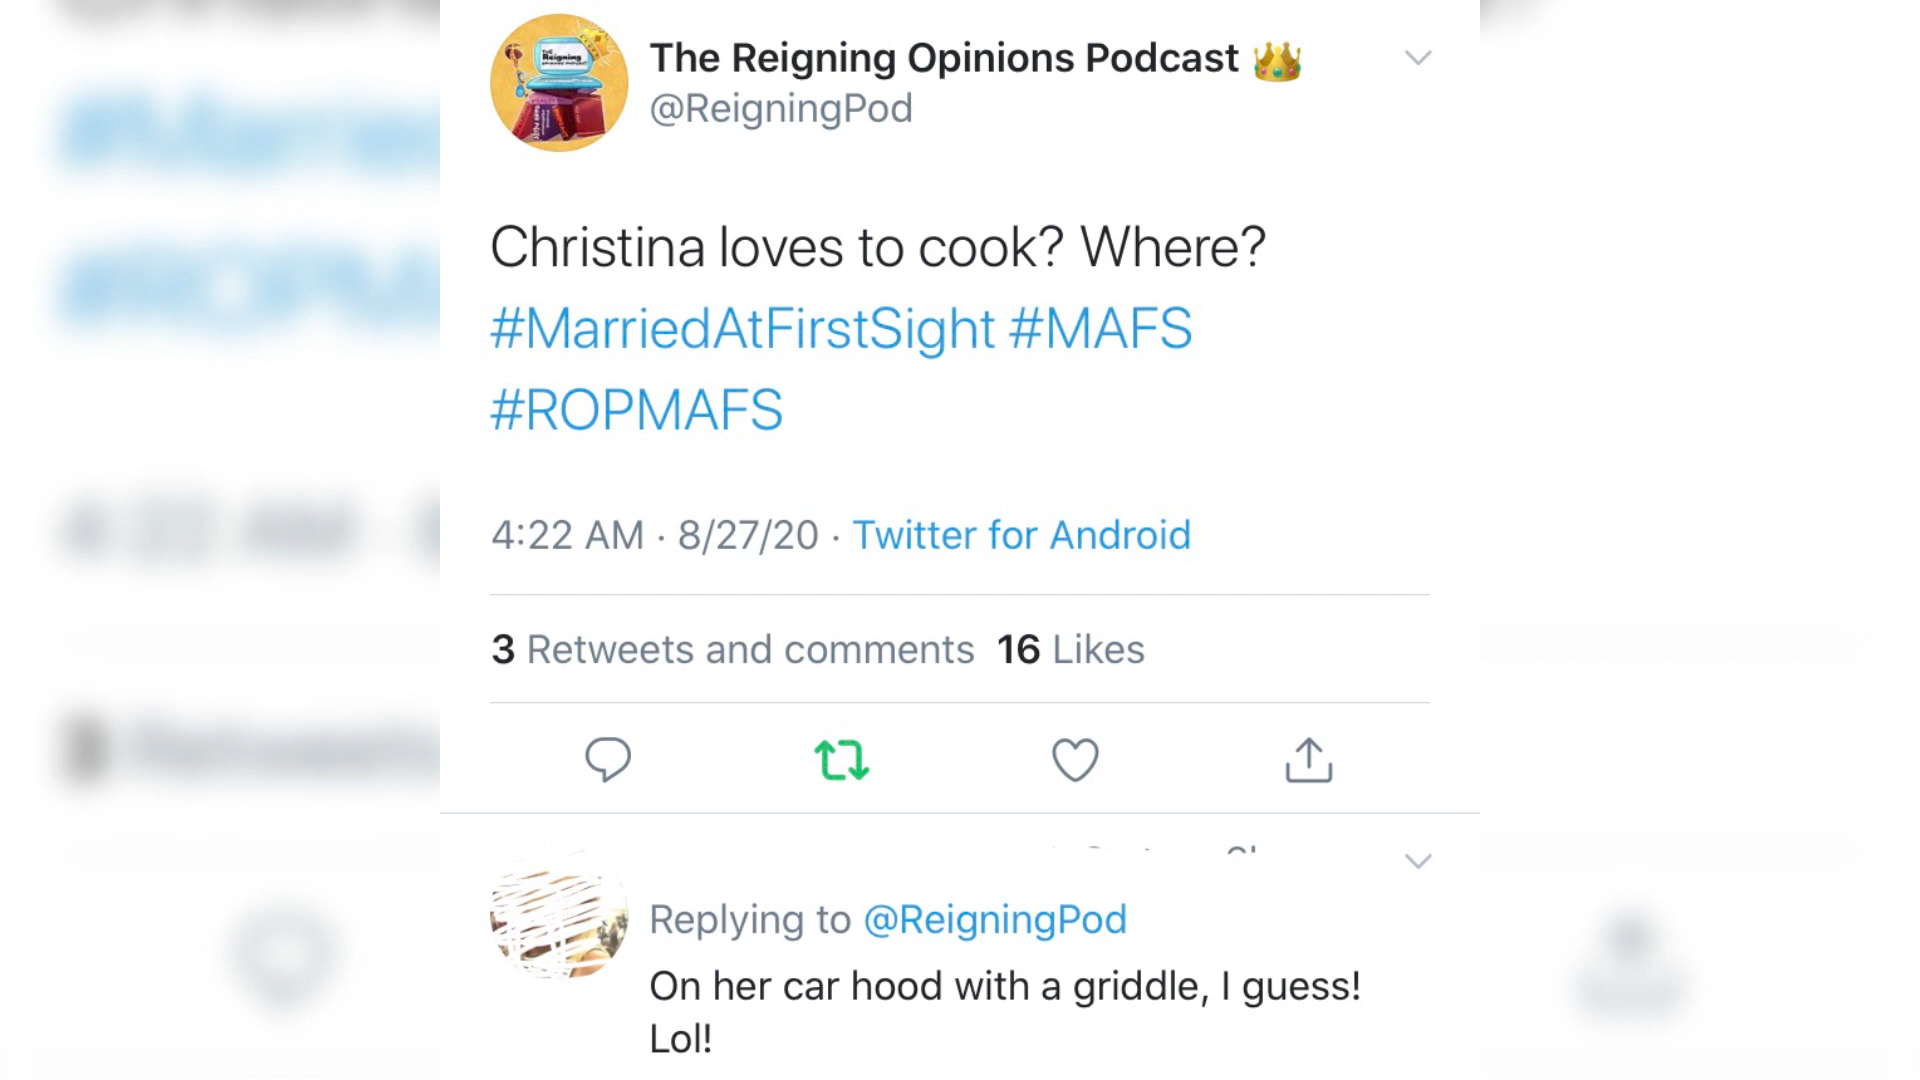 The Reigning Opinions Podcast 👑
@ReigningPod
Christina loves to cook? Where?
#MarriedAtFirstSight #MAFS
#ROPMAFS
4:22 AM · 8/27/20 · Twitter for Android
3 Retweets and comments 16 Likes
Replying to @ReigningPod
On her car hood with a griddle, I guess!
Lol!